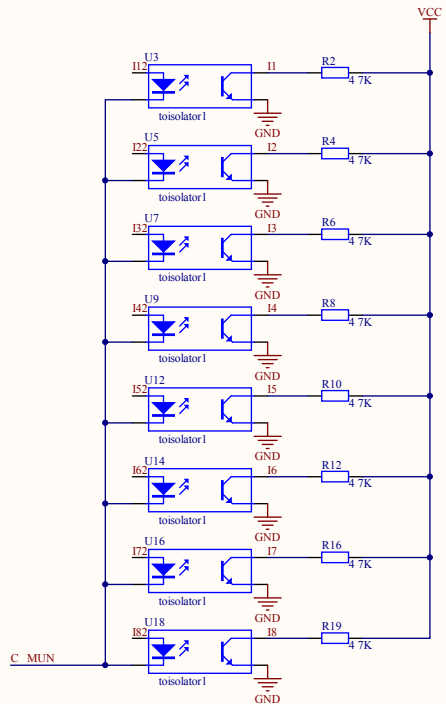 VCC
U3
I12
I1
R2
4 7K
toisolator1
GND
U5
I22
I2
R4
4 7K
toisolator1
GND
U7
I32
I3
R6
4 7K
toisolator1
GND
U9
I42
I4
R8
4 7K
toisolator1
GND
U12
I52
I5
R10
4 7K
toisolator1
GND
U14
I62
I6
R12
4 7K
toisolator1
GND
U16
I72
I7
R16
4 7K
toisolator1
GND
U18
I82
I8
R19
4 7K
C MUN
toisolator1
GND